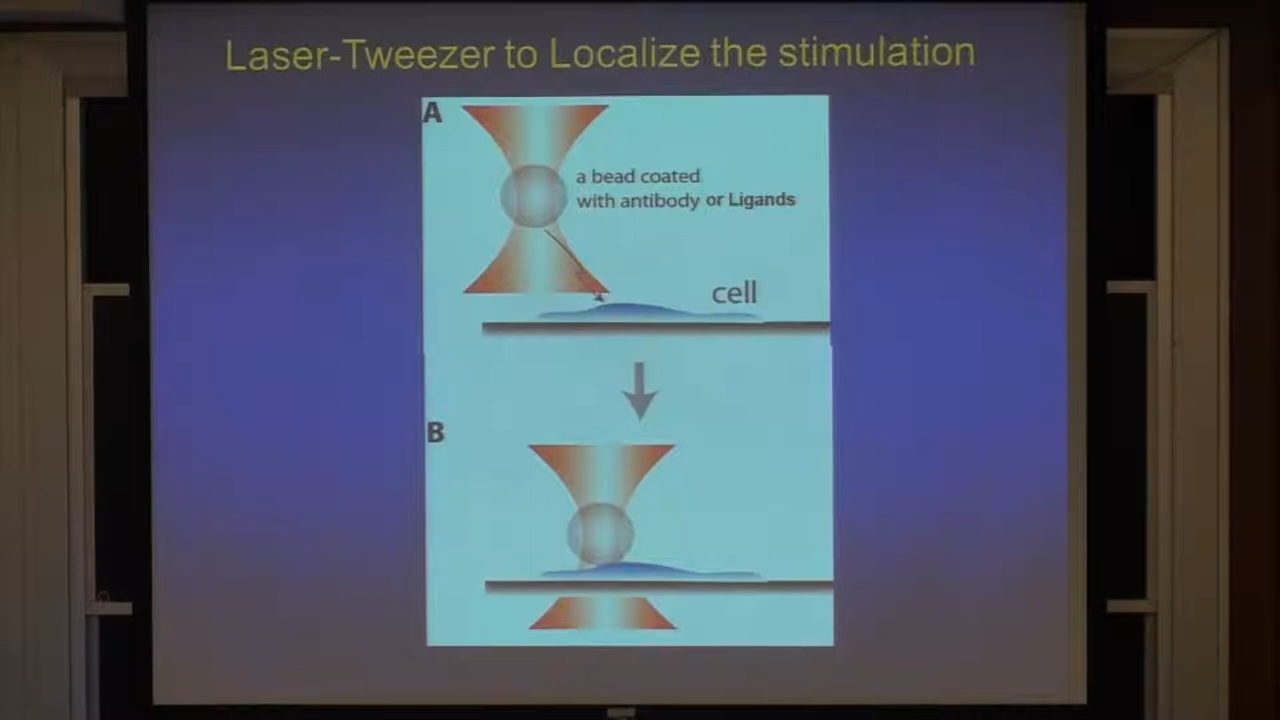 Laser-Tweezer to Localize the stimulation
A
a bead coated
with antibody or Ligands
cell
B